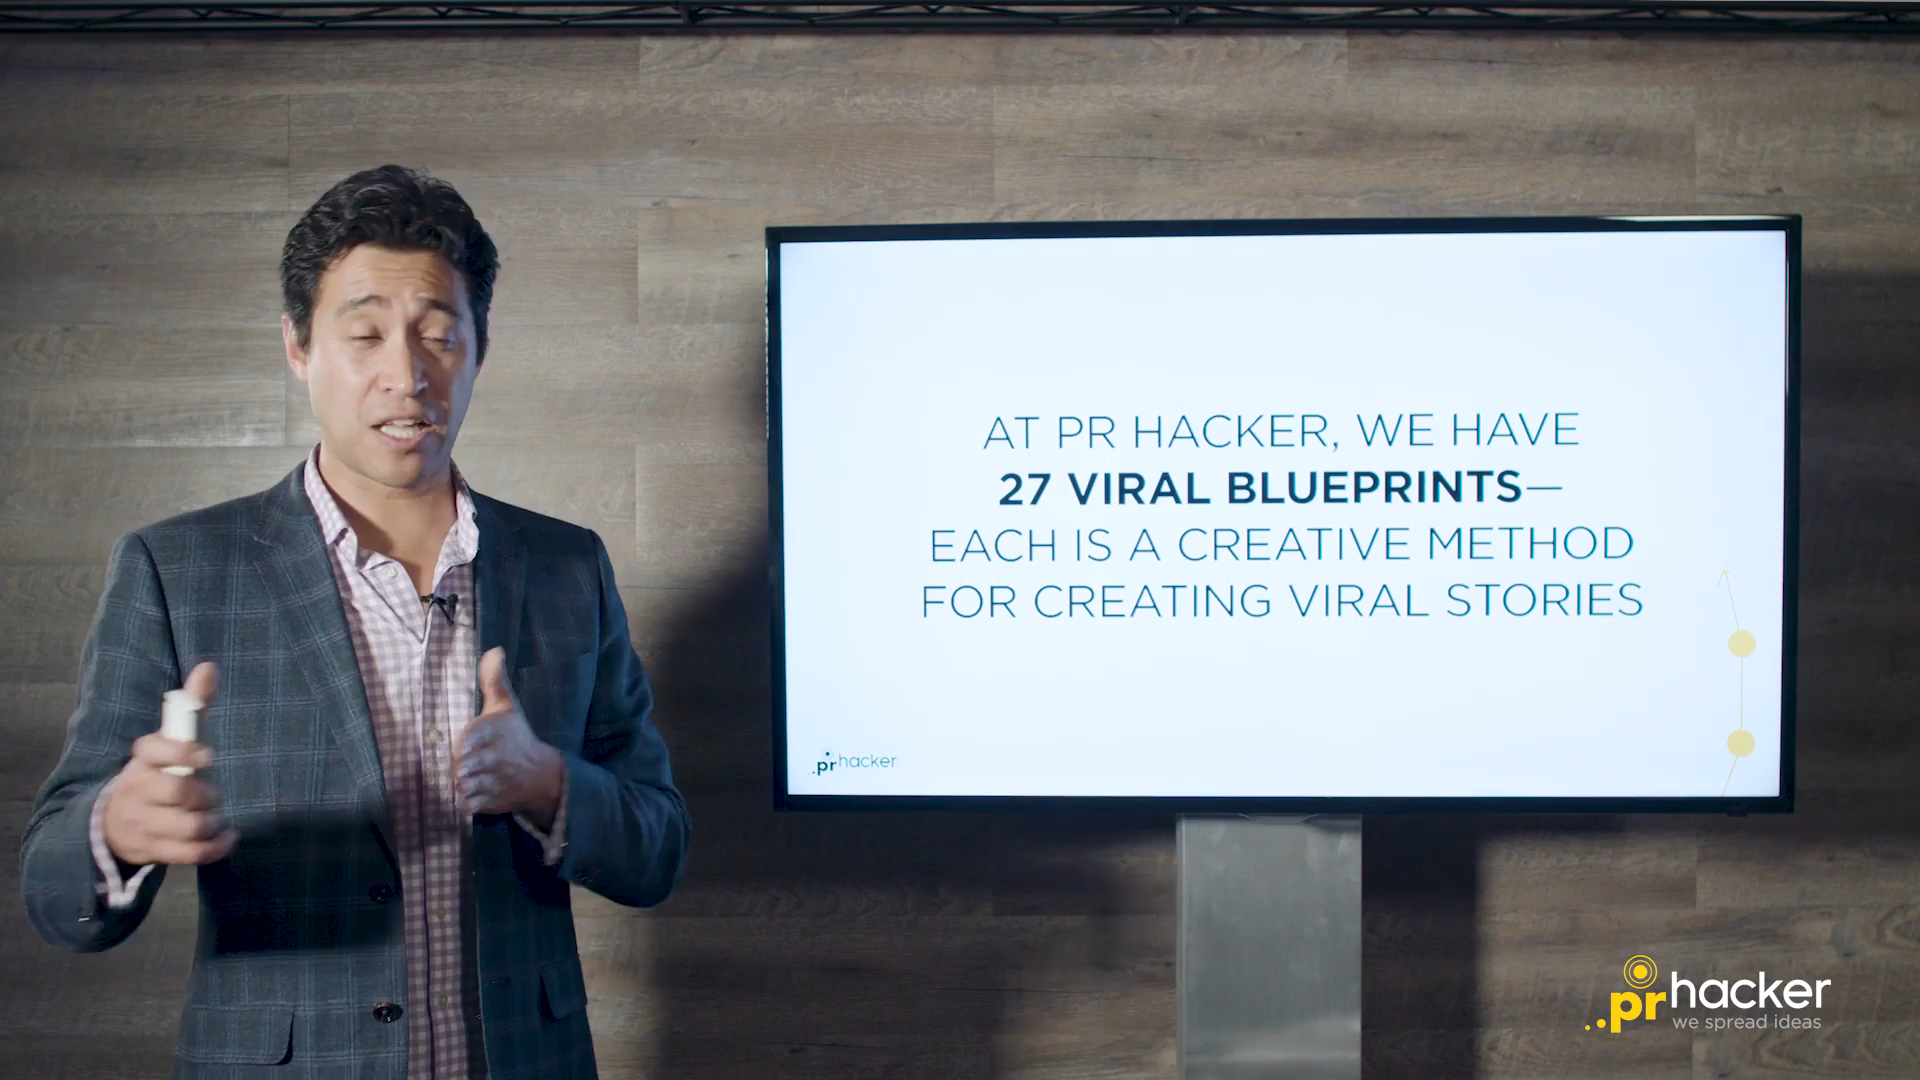 AT PR HACKER, WE HAVE
27 VIRAL BLUEPRINTS—
EACH IS A CREATIVE METHOD
FOR CREATING VIRAL STORIES
..prhacker
..prhacker
we spread ideas